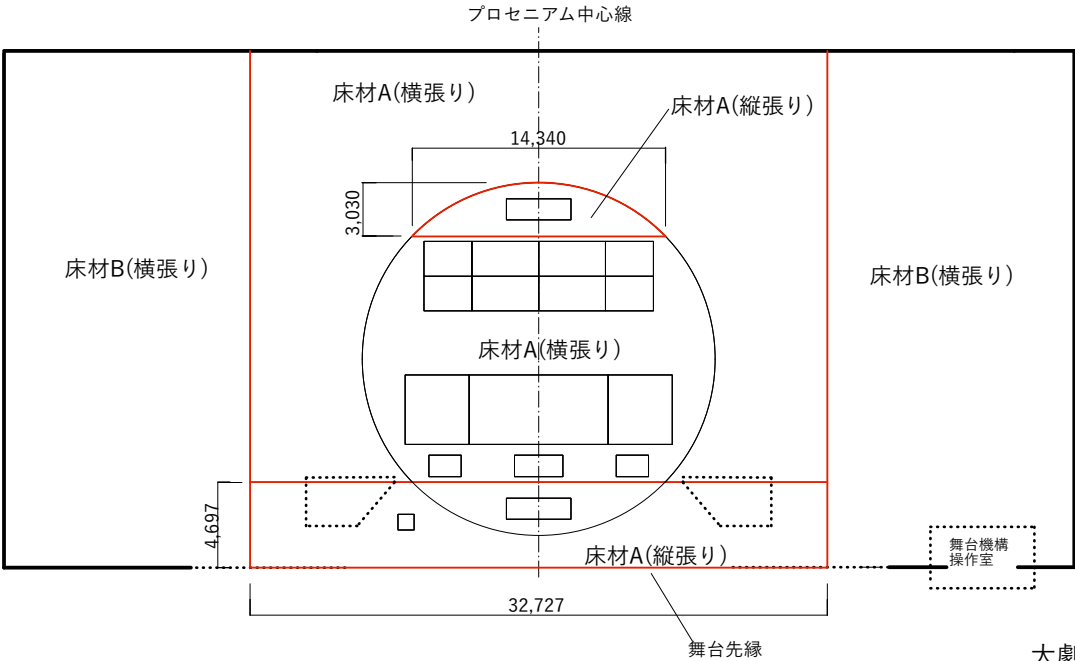 プロセニアム中心線
床材A(横張り)
床材A(縦張り)
14,340
3,030
床材B(横張り)
床材B(横張り)
床材A(横張り)
4,697
舞台機構
操作室
床材A(縦張り)
32,727
舞台先縁
大劇